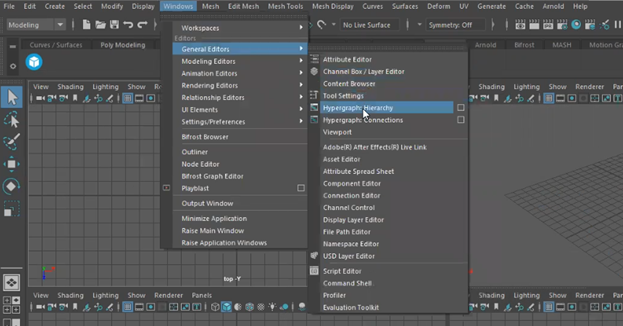 File Edit Create Select Modify Display Windows Mesh Edit Mesh Mesh Tools Mesh Display Curves Surfaces Deform UV Generate Cache Arnold Help
Modeling No Live Surface Symmetry: Off
Curves / Surfaces Poly Modeling Arnold Bifrost MASH Motion Gra
Workspaces
Editors
General Editors
Modeling Editors
Animation Editors
Rendering Editors
Relationship Editors
UI Elements
Settings/Preferences
Bifrost Browser
Outliner
Node Editor
Bifrost Graph Editor
Playblast
Output Window
Minimize Application
Raise Main Window
Raise Application Windows
Attribute Editor
Channel Box / Layer Editor
Content Browser
Tool Settings
Hypergraph: Hierarchy
Hypergraph: Connections
Viewport
Adobe(R) After Effects(R) Live Link
Asset Editor
Attribute Spread Sheet
Component Editor
Connection Editor
Channel Control
Display Layer Editor
File Path Editor
Namespace Editor
USD Layer Editor
Script Editor
Command Shell
Profiler
Evaluation Toolkit
View Shading Lighting
View Shading Lighting Show Renderer
top -Y
View Shading Lighting Show Renderer Panels
View Shading Lighting Show Renderer